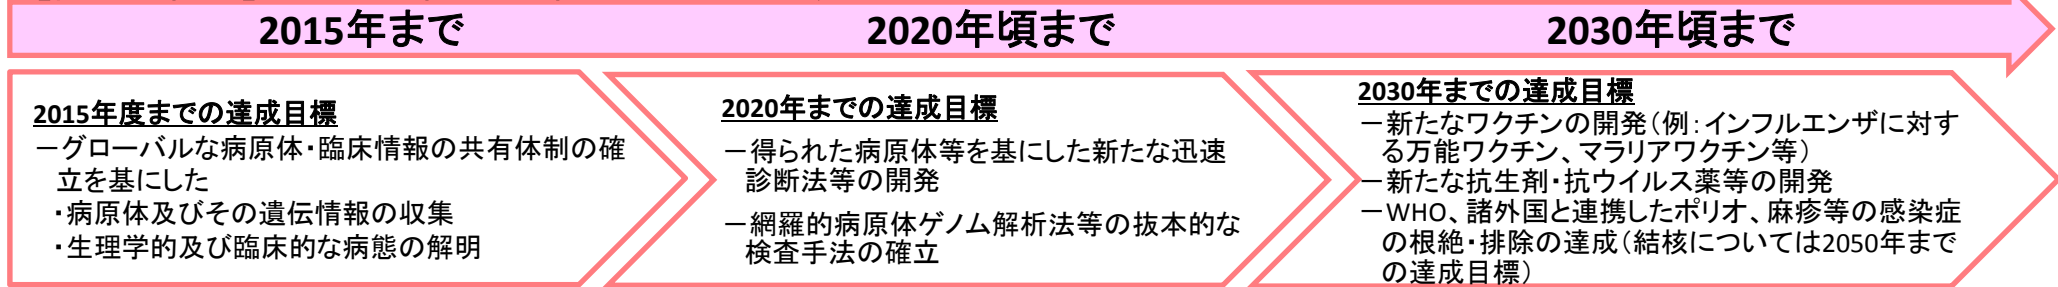 2015年まで
2020年頃まで
2030年頃まで
2015年度までの達成目標
－グローバルな病原体・臨床情報の共有体制の確
立を基にした
・病原体及びその遺伝情報の収集
・生理学的及び臨床的な病態の解明
2020年までの達成目標
－得られた病原体等を基にした新たな迅速
診断法等の開発
－網羅的病原体ゲノム解析法等の抜本的な
検査手法の確立
2030年までの達成目標
－新たなワクチンの開発（例：インフルエンザに対す
る万能ワクチン、マラリアワクチン等）
－新たな抗生剤・抗ウイルス薬等の開発
－WHO、諸外国と連携したポリオ、麻疹等の感染症
の根絶・排除の達成（結核については2050年まで
の達成目標）